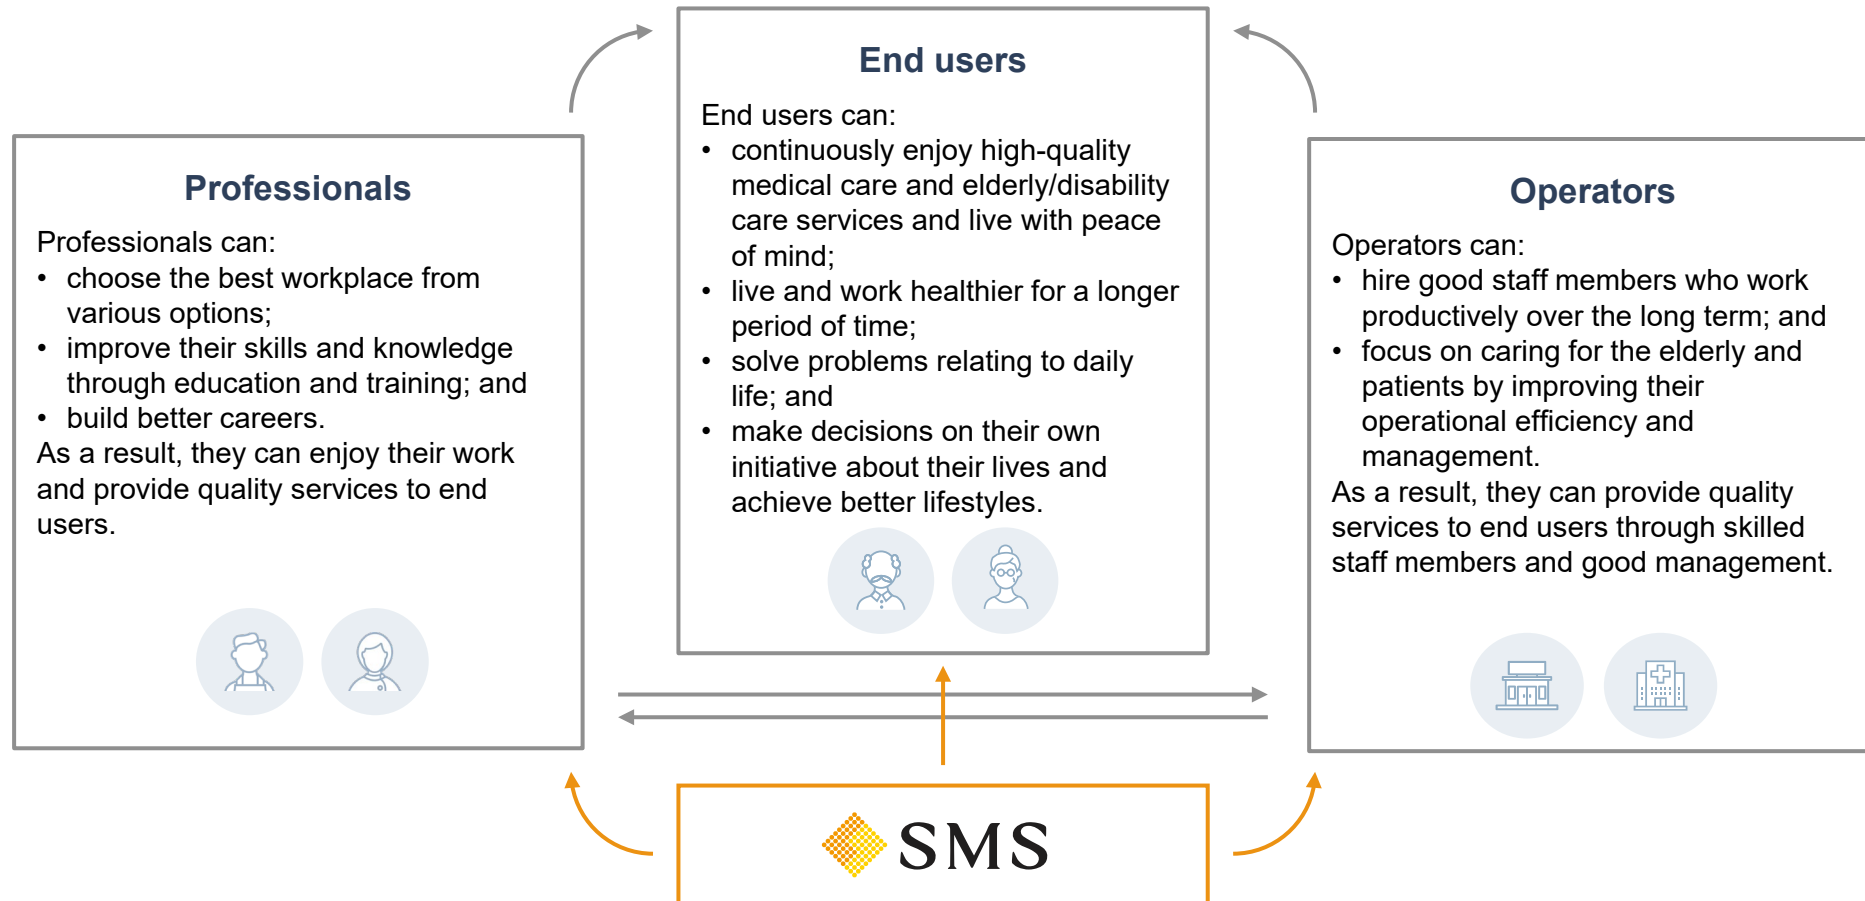 End users
End users can:
• continuously enjoy high-quality
medical care and elderly/disability
care services and live with peace
of mind;
• live and work healthier for a longer
period of time;
• solve problems relating to daily
life; and
• make decisions on their own
initiative about their lives and
achieve better lifestyles.
Professionals
Professionals can:
• choose the best workplace from
various options;
• improve their skills and knowledge
through education and training; and
• build better careers.
As a result, they can enjoy their work
and provide quality services to end
users.
Operators
Operators can:
• hire good staff members who work
productively over the long term; and
• focus on caring for the elderly and
patients by improving their
operational efficiency and
management.
As a result, they can provide quality
services to end users through skilled
staff members and good management.
SMS